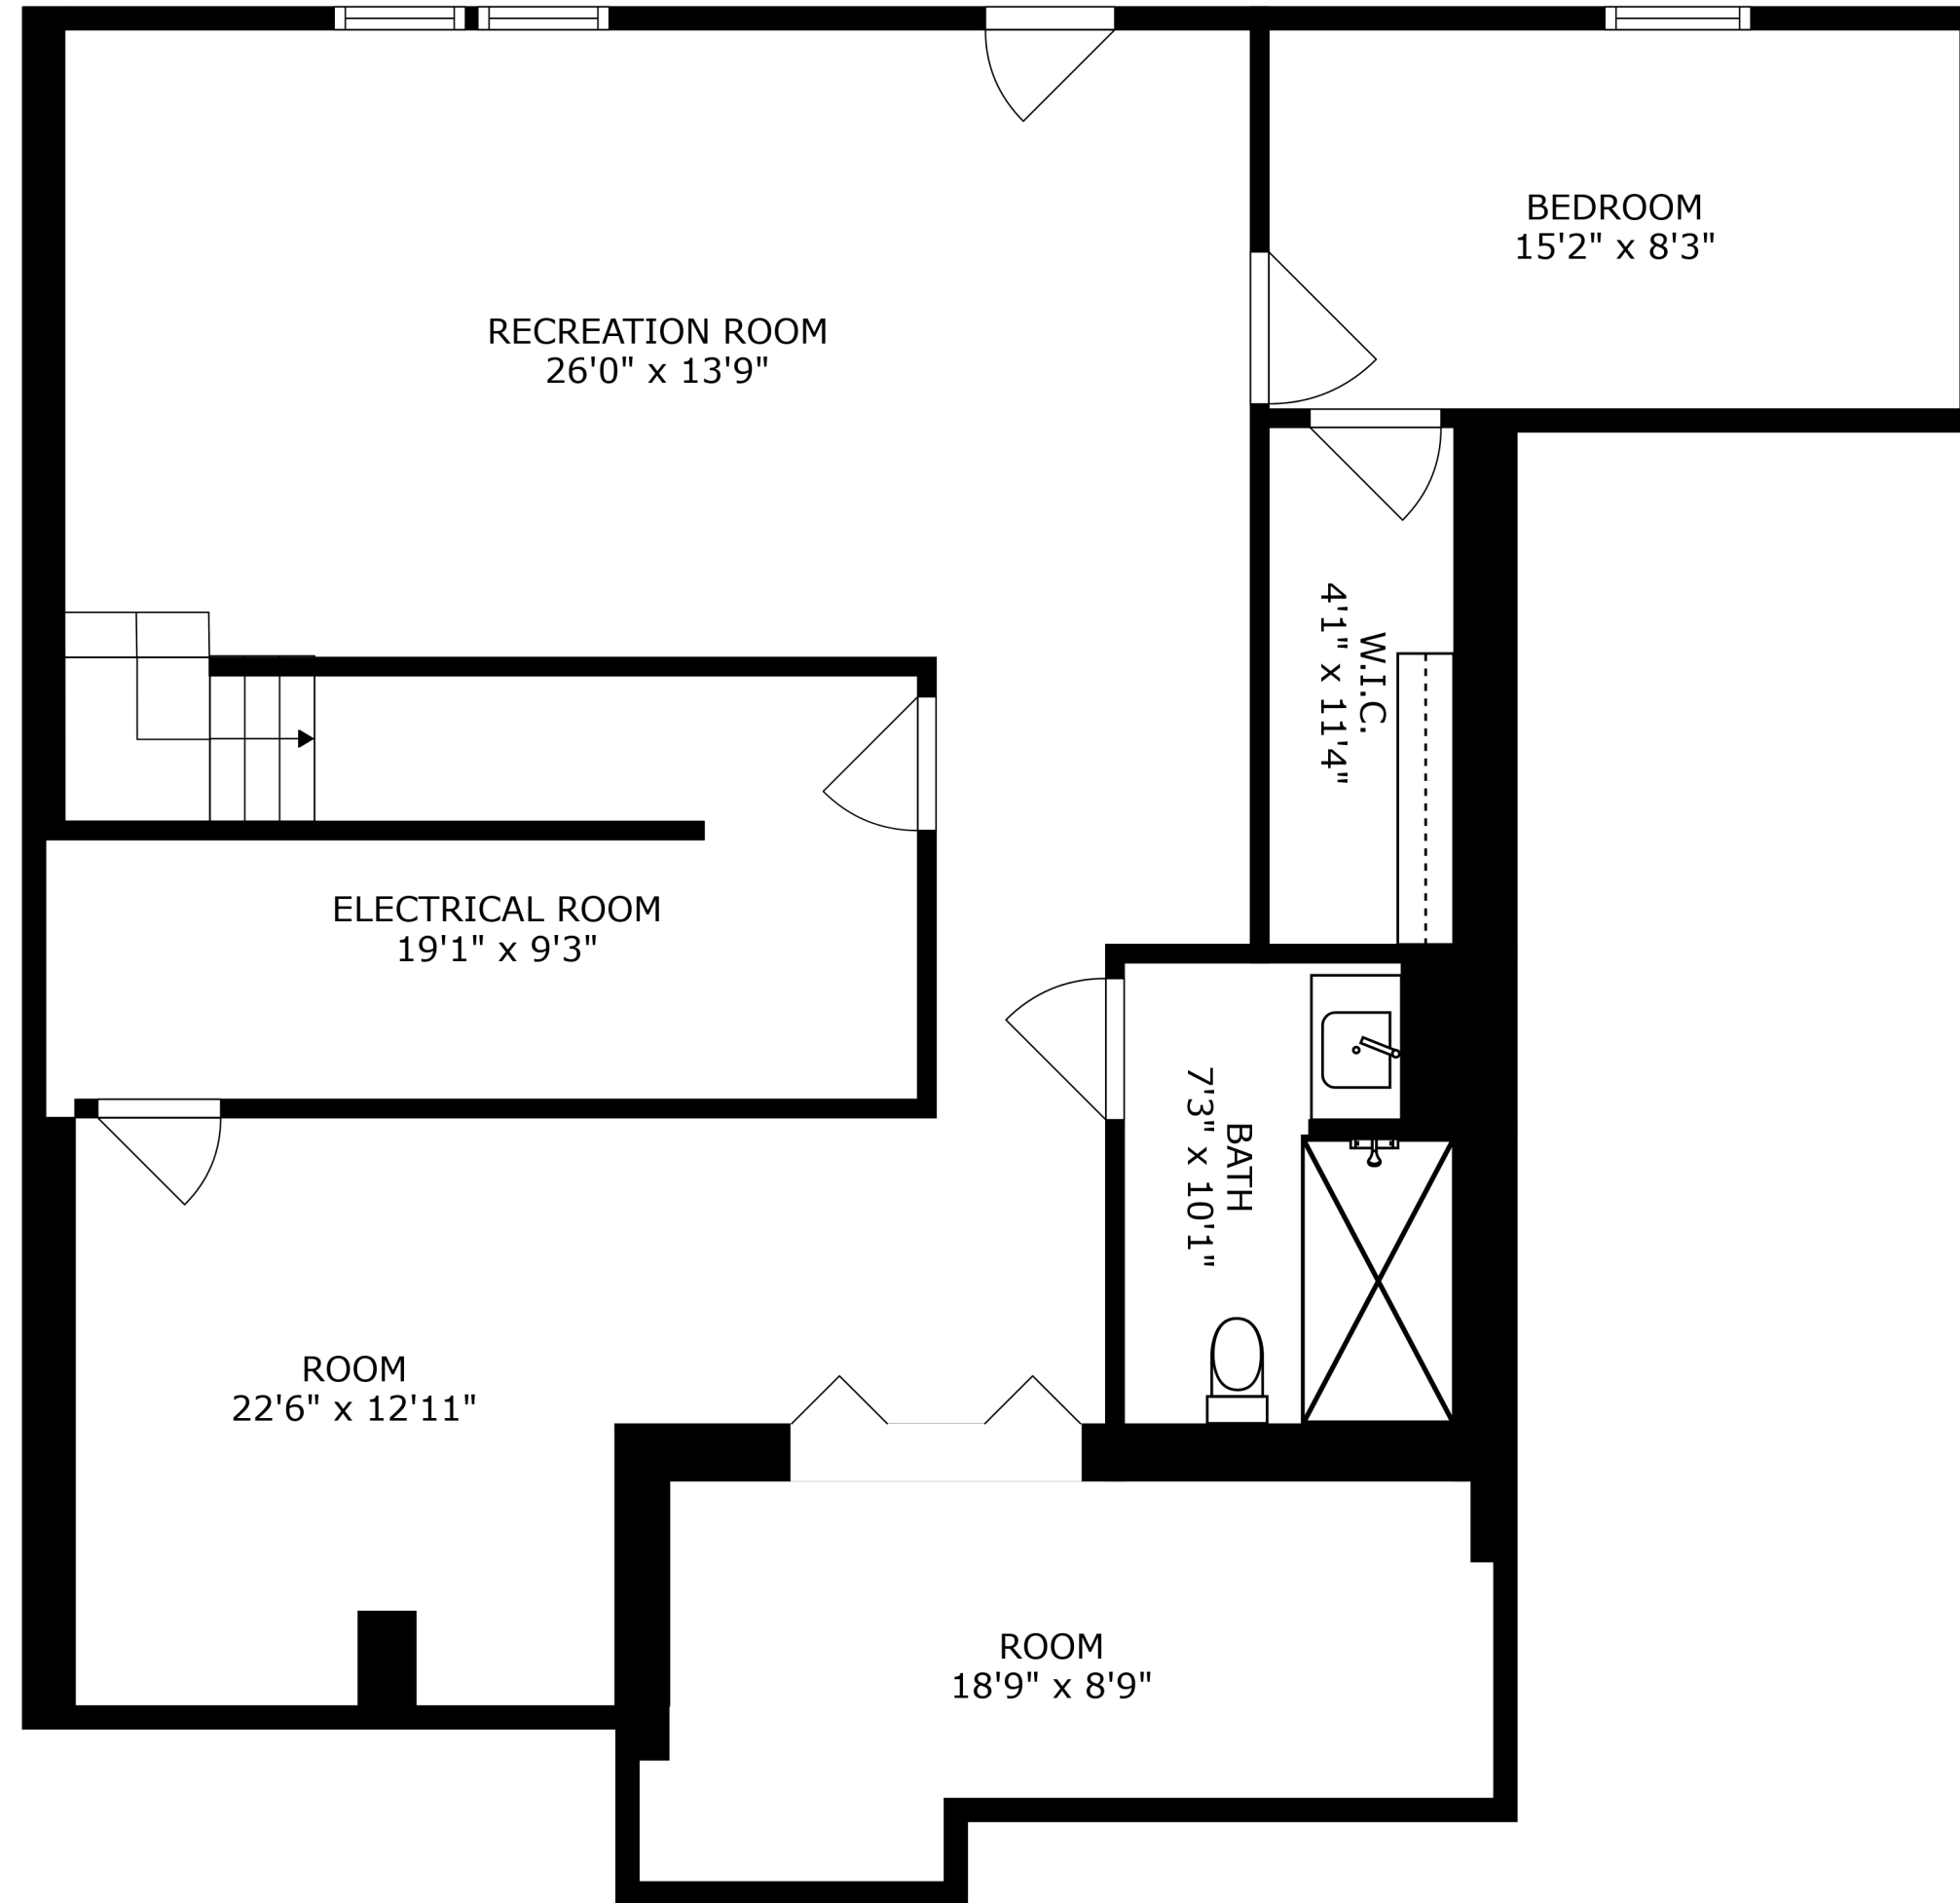 BEDROOM
15'2" x 8'3"
RECREATION ROOM
26'0" x 13'9"
W.I.C.
4'1" x 11'4"
ELECTRICAL ROOM
19'1" x 9'3"
BATH
7'3" x 10'1"
ROOM
22'6" x 12'11"
ROOM
18'9" x 8'9"